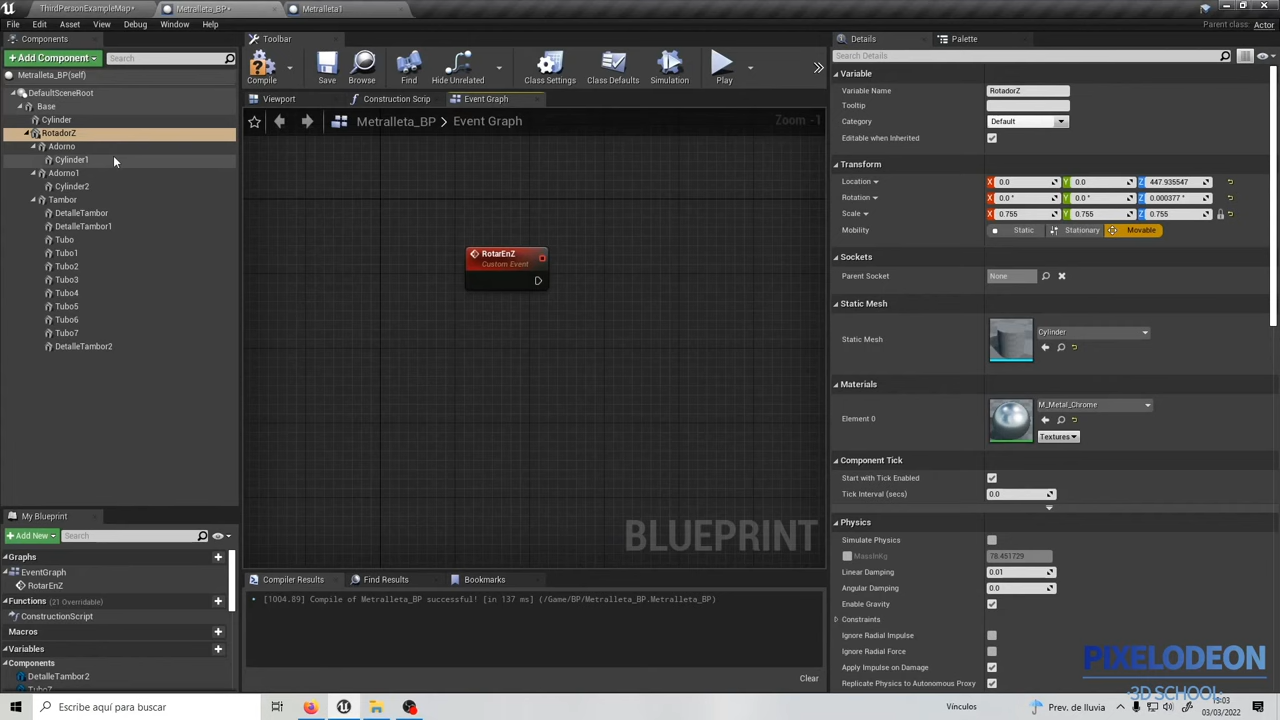 ThirdPersonExampleMap*
Metralleta_BP*
Metralleta1
File Edit Asset View Debug Window Help
Parent class: Actor
Components
Toolbar
Details
Palette
+Add Component
Search
Metralleta_BP(self)
DefaultSceneRoot
Base
Cylinder
RotadorZ
Adorno
Cylinder1
Adorno1
Cylinder2
Tambor
DetalleTambor
DetalleTambor1
Tubo
Tubo1
Tubo2
Tubo3
Tubo4
Tubo5
Tubo6
Tubo7
DetalleTambor2
Compile
Save
Browse
Find
Hide Unrelated
Class Settings
Class Defaults
Simulation
Play
Viewport
Construction Scrip
Event Graph
Metralleta_BP > Event Graph
Zoom -1
RotarEnZ
Custom Event
BLUEPRINT
Compiler Results
Find Results
Bookmarks
[1004.89] Compile of Metralleta_BP successful! [in 137 ms] (/Game/BP/Metralleta_BP.Metralleta_BP)
Clear
My Blueprint
+Add New
Search
Graphs
EventGraph
RotarEnZ
Functions (21 Overridable)
ConstructionScript
Macros
Variables
Components
DetalleTambor2
Tubo7
Search Details
Variable
Variable Name RotadorZ
Tooltip
Category Default
Editable when Inherited
Transform
Location X 0.0 Y 0.0 Z 447.935547
Rotation X 0.0 ° Y 0.0 ° Z 0.000377 °
Scale X 0.755 Y 0.755 Z 0.755
Mobility Static Stationary Movable
Sockets
Parent Socket None
Static Mesh
Static Mesh Cylinder
Materials
Element 0 M_Metal_Chrome
Textures
Component Tick
Start with Tick Enabled
Tick Interval (secs) 0.0
Physics
Simulate Physics
MassInKg 78.451729
Linear Damping 0.01
Angular Damping 0.0
Enable Gravity
Constraints
Ignore Radial Impulse
Ignore Radial Force
Apply Impulse on Damage
Replicate Physics to Autonomous Proxy
PIXELODEON
3D SCHOOL
Escribe aquí para buscar
Vínculos
Prev. de lluvia
15:03
03/03/2022